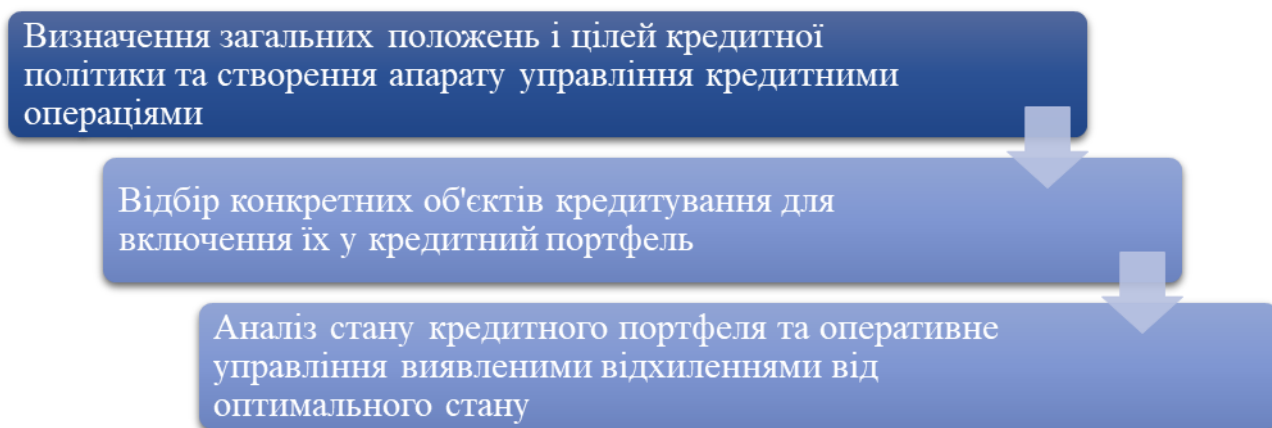 Визначення загальних положень і цілей кредитної
політики та створення апарату управління кредитними
операціями
Відбір конкретних об'єктів кредитування для
включення їх у кредитний портфель
Аналіз стану кредитного портфеля та оперативне
управління виявленими відхиленнями від
оптимального стану